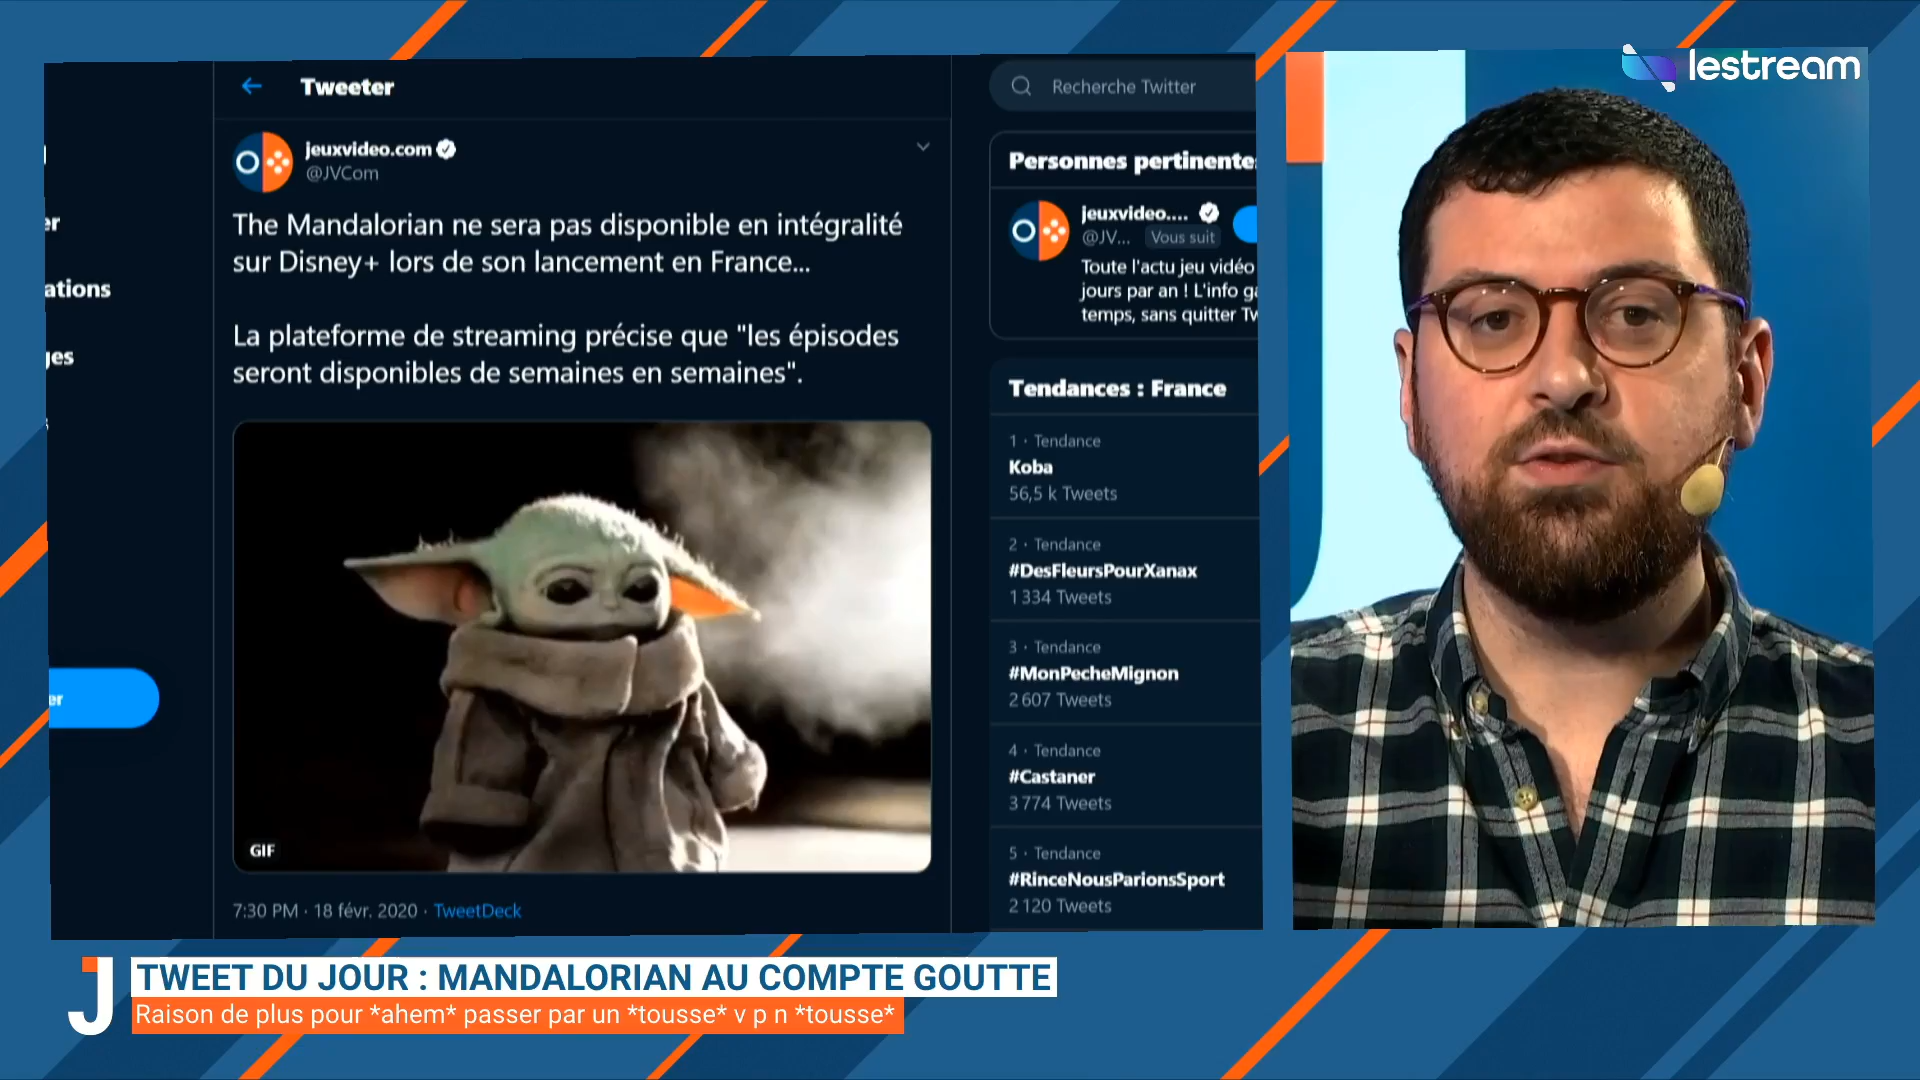 lestream
Tweeter
Recherche Twitter
jeuxvideo.com
@JVCom
The Mandalorian ne sera pas disponible en intégralité
sur Disney+ lors de son lancement en France...
La plateforme de streaming précise que "les épisodes
seront disponibles de semaines en semaines".
GIF
7:30 PM · 18 févr. 2020 · TweetDeck
er
ations
ges
er
Personnes pertinentes
jeuxvideo....
@JV... Vous suit
Toute l'actu jeu vidéo
jours par an ! L'info ga
temps, sans quitter Tw
Tendances : France
1 · Tendance
Koba
56,5 k Tweets
2 · Tendance
#DesFleursPourXanax
1 334 Tweets
3 · Tendance
#MonPecheMignon
2 607 Tweets
4 · Tendance
#Castaner
3 774 Tweets
5 · Tendance
#RinceNousParionsSport
2 120 Tweets
J
TWEET DU JOUR : MANDALORIAN AU COMPTE GOUTTE
Raison de plus pour *ahem* passer par un *tousse* v p n *tousse*